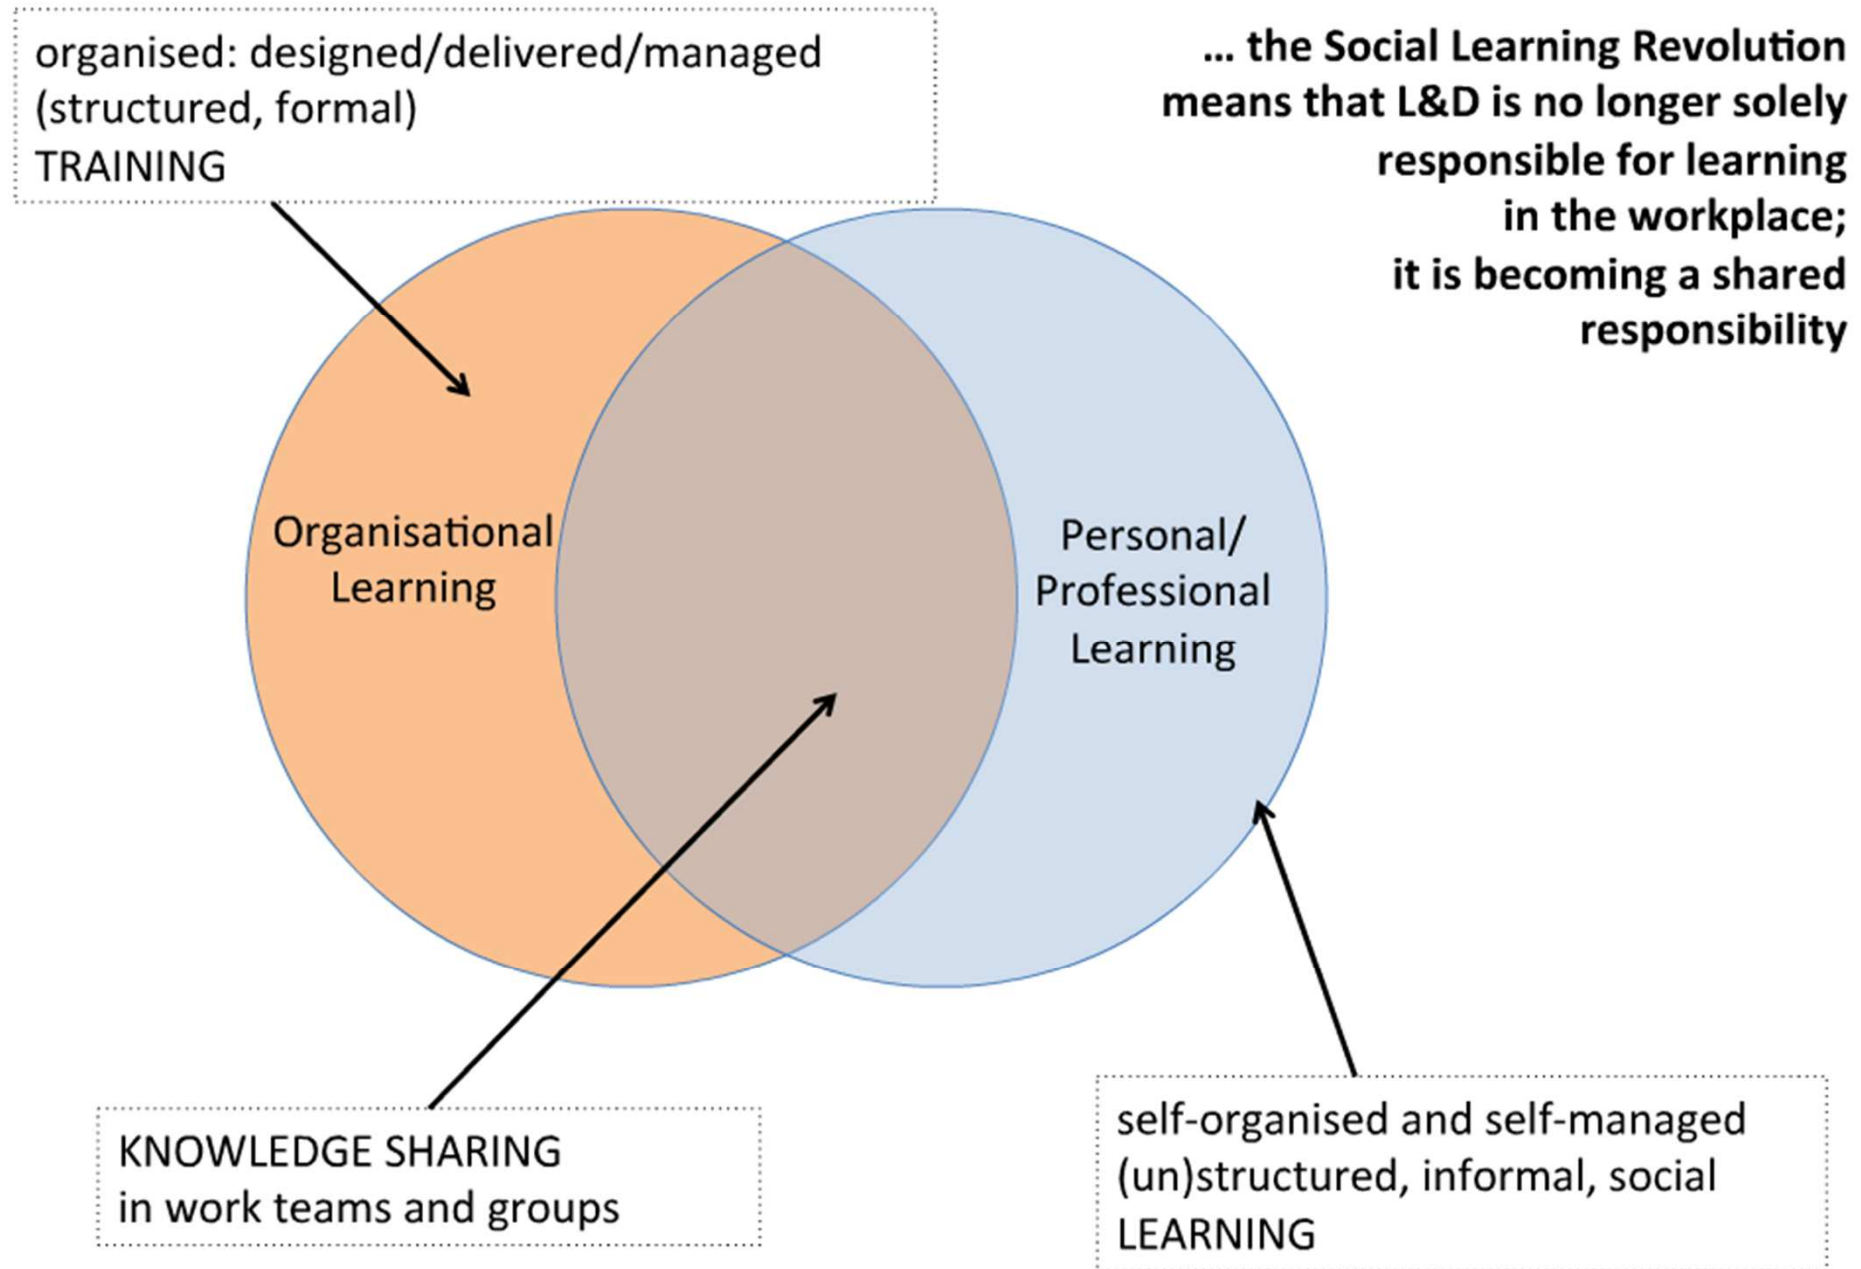 organised: designed/delivered/managed
(structured, formal)
TRAINING
... the Social Learning Revolution
means that L&D is no longer solely
responsible for learning
in the workplace;
it is becoming a shared
responsibility
Organisational
Learning
Personal/
Professional
Learning
KNOWLEDGE SHARING
in work teams and groups
self-organised and self-managed
(un)structured, informal, social
LEARNING